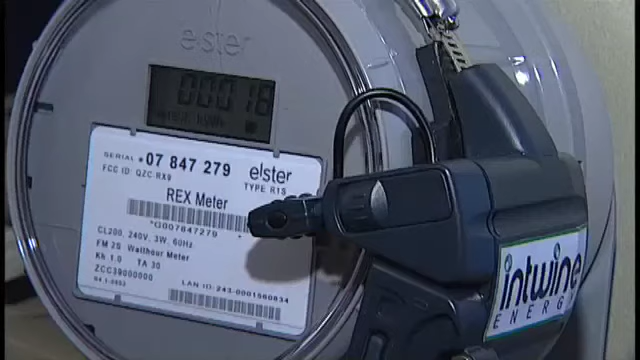 elster
00018
SERIAL • 07 847 279
elster
FCC ID QZC-RX9
TYPE R1S
REX Meter
CL200, 240V, 3W, 60Hz
FM 2S Watthour Meter
Kh 1.0 TA 30
ZCC39000000
LAN ID: 243-0001560634
intwine
ENERGY